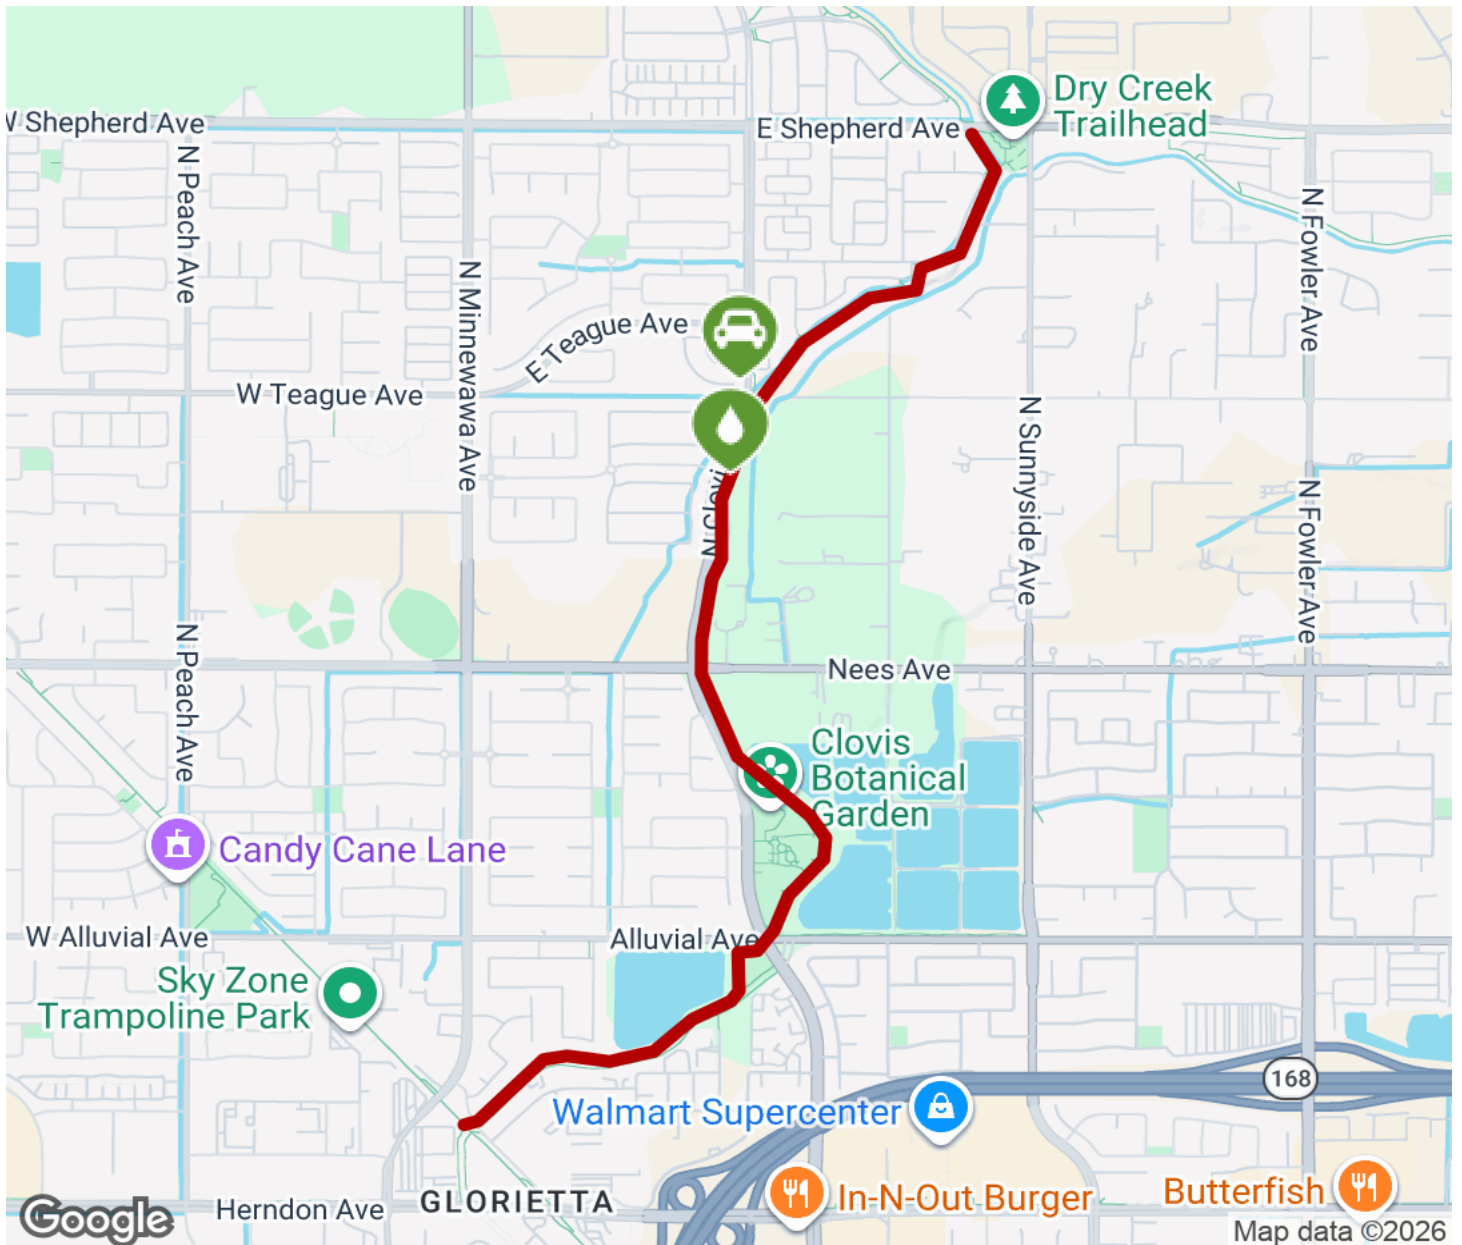 Dry Creek
Trailhead
W Shepherd Ave
E Shepherd Ave
N Peach Ave
N Fowler Ave
N Minnewawa Ave
E Teague Ave
W Teague Ave
N Sunnyside Ave
N Clovi
N Fowler Ave
N Peach Ave
Nees Ave
Clovis
Botanical
Garden
Candy Cane Lane
W Alluvial Ave
Alluvial Ave
Sky Zone
Trampoline Park
168
Walmart Supercenter
GLORIETTA
In-N-Out Burger
Butterfish
Herndon Ave
Google
Map data ©2026